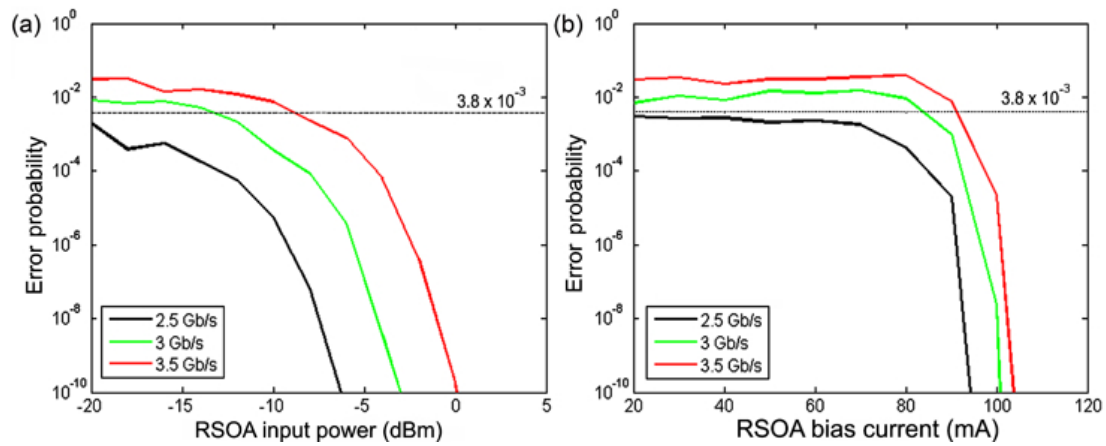 (a)
Error probability
10^0
10^-2
10^-4
10^-6
10^-8
10^-10
3.8 x 10^-3
2.5 Gb/s
3 Gb/s
3.5 Gb/s
-20 -15 -10 -5 0 5
RSOA input power (dBm)
(b)
Error probability
10^0
10^-2
10^-4
10^-6
10^-8
10^-10
3.8 x 10^-3
2.5 Gb/s
3 Gb/s
3.5 Gb/s
20 40 60 80 100 120
RSOA bias current (mA)